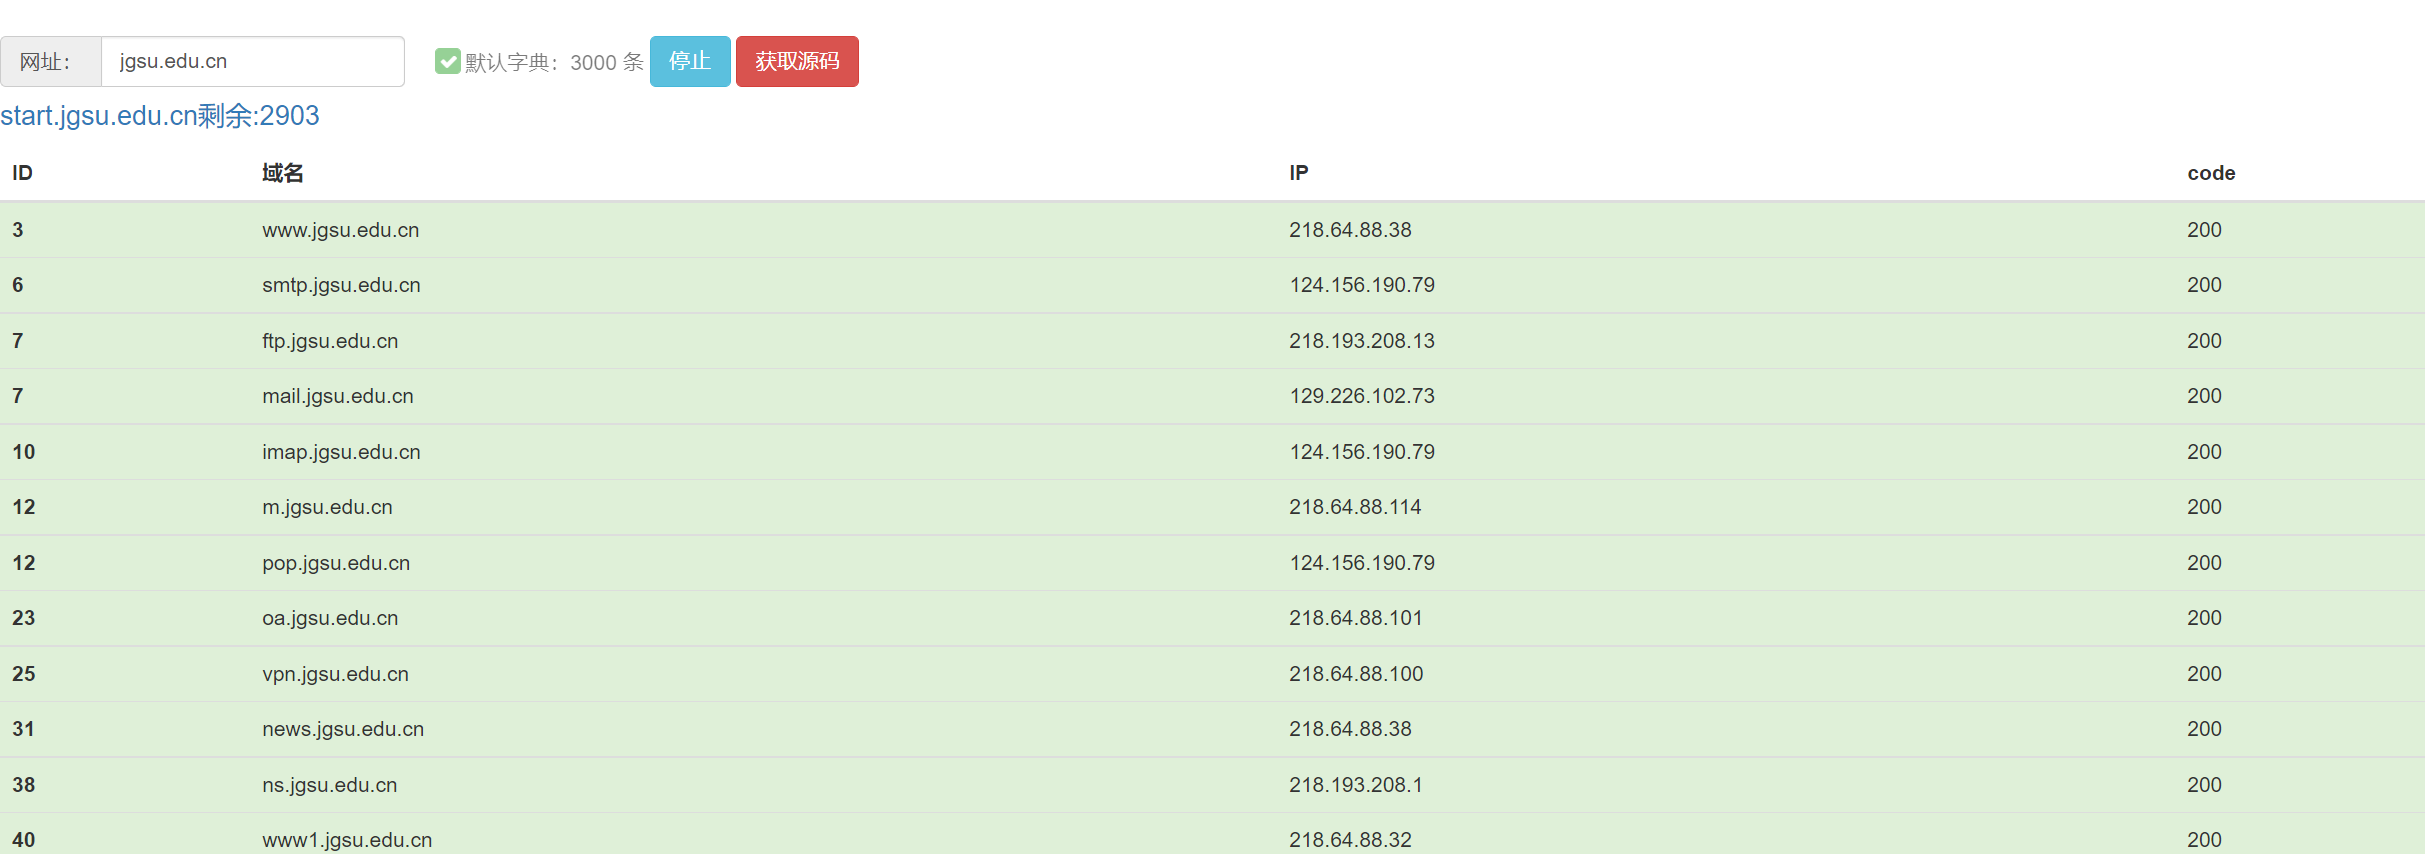 网址： jgsu.edu.cn 默认字典：3000 条 停止 获取源码
start.jgsu.edu.cn剩余:2903
ID 域名 IP code
3 www.jgsu.edu.cn 218.64.88.38 200
6 smtp.jgsu.edu.cn 124.156.190.79 200
7 ftp.jgsu.edu.cn 218.193.208.13 200
7 mail.jgsu.edu.cn 129.226.102.73 200
10 imap.jgsu.edu.cn 124.156.190.79 200
12 m.jgsu.edu.cn 218.64.88.114 200
12 pop.jgsu.edu.cn 124.156.190.79 200
23 oa.jgsu.edu.cn 218.64.88.101 200
25 vpn.jgsu.edu.cn 218.64.88.100 200
31 news.jgsu.edu.cn 218.64.88.38 200
38 ns.jgsu.edu.cn 218.193.208.1 200
40 www1.jgsu.edu.cn 218.64.88.32 200